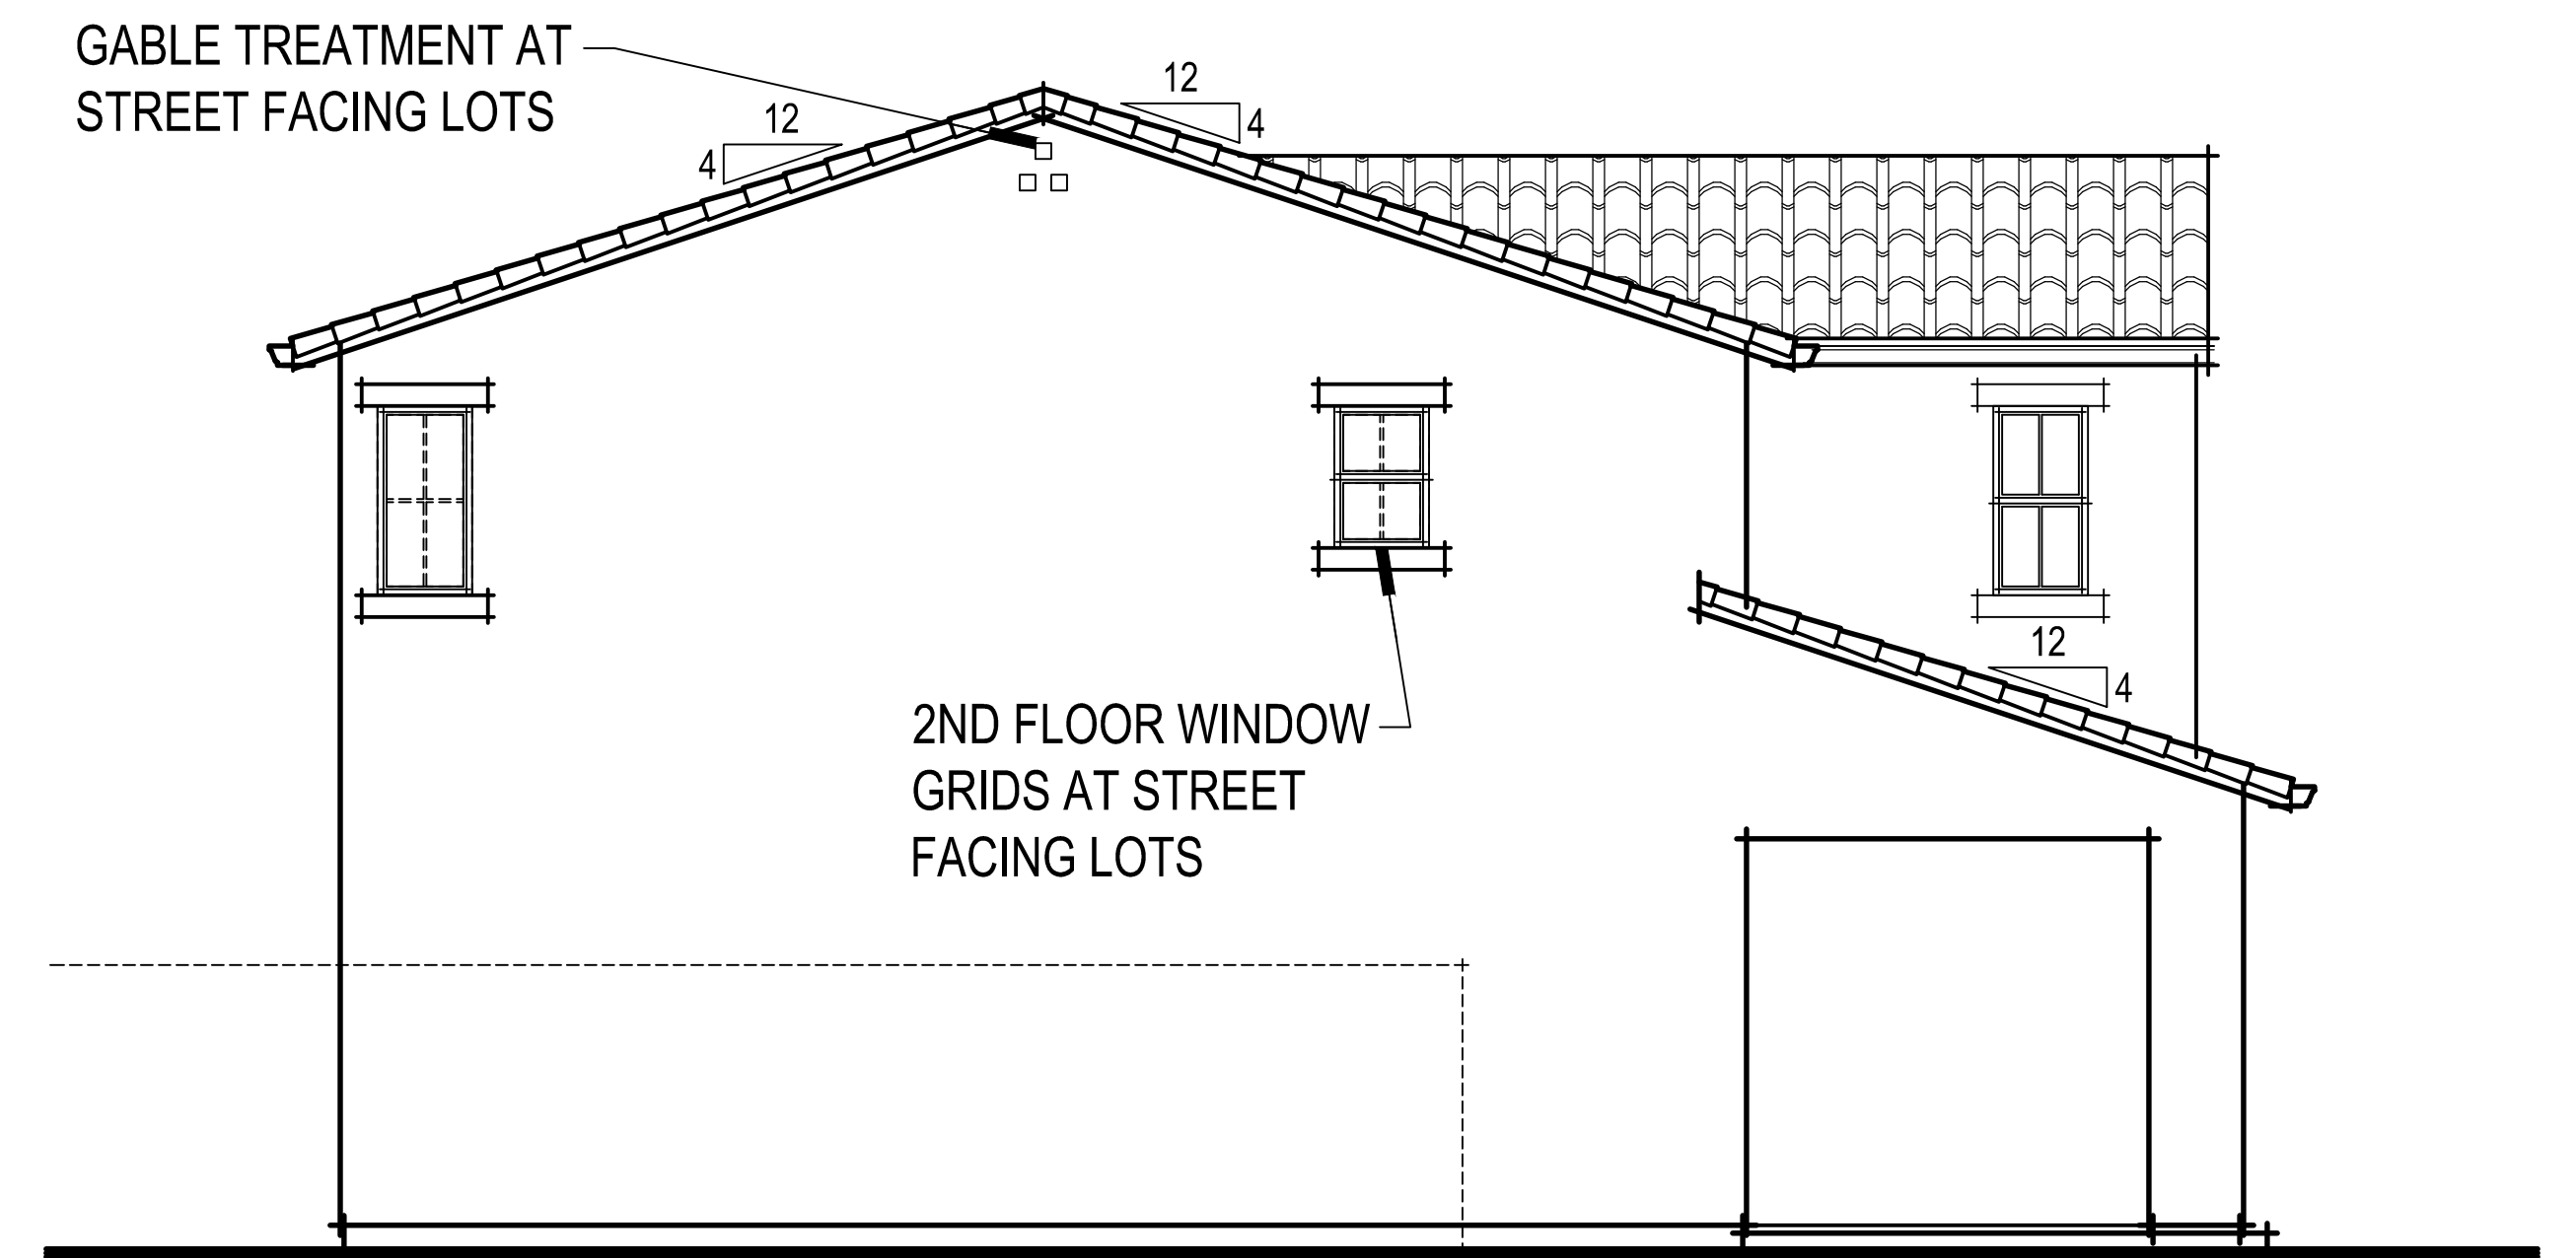 GABLE TREATMENT AT
STREET FACING LOTS
12
4
12
4
12
4
2ND FLOOR WINDOW
GRIDS AT STREET
FACING LOTS